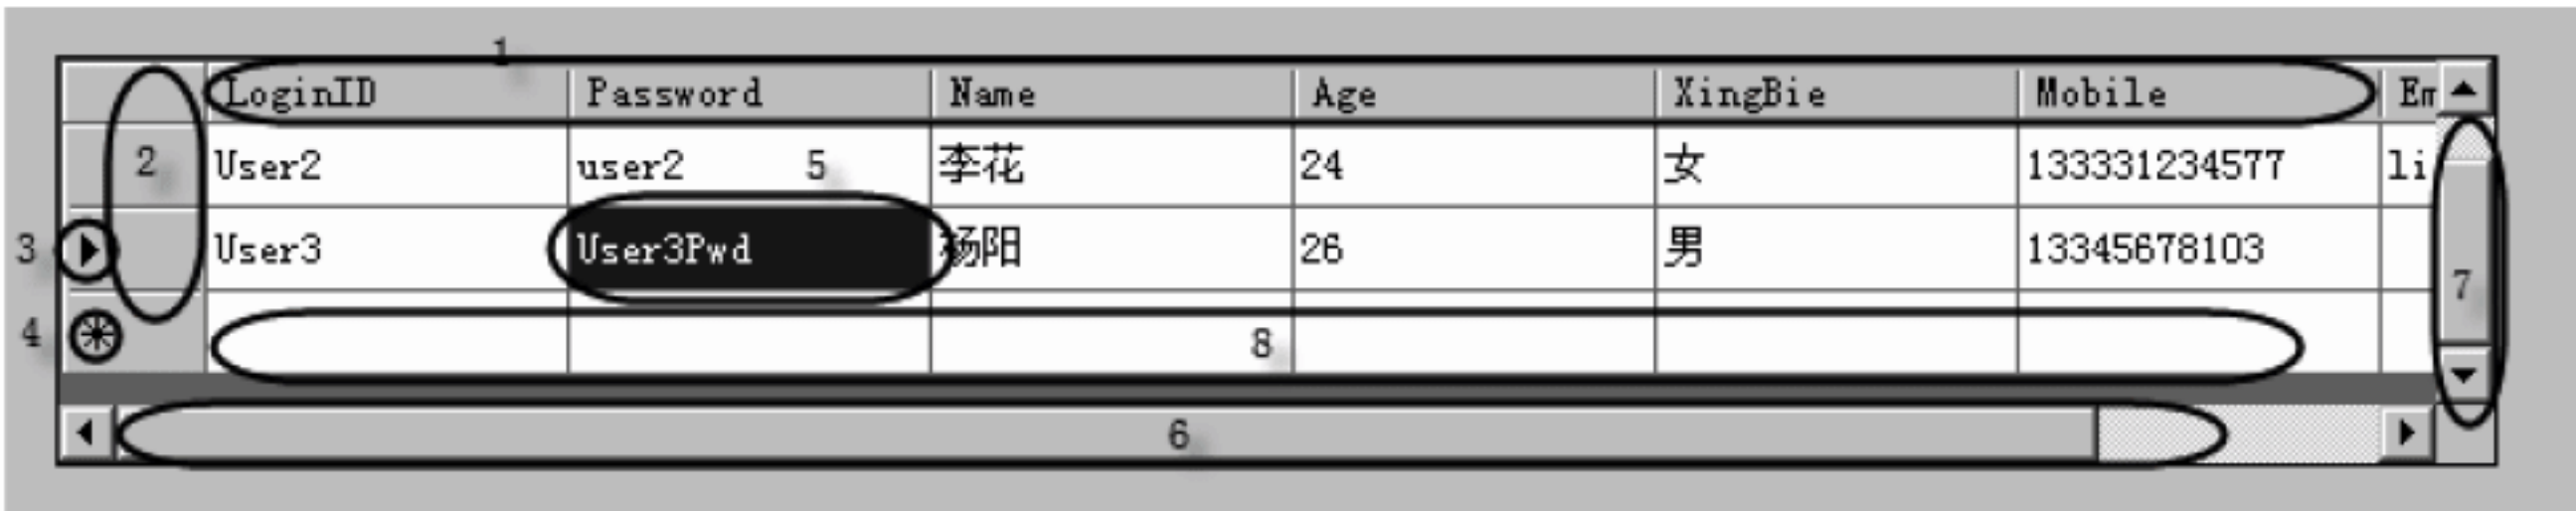 1
LoginID Password Name Age XingBie Mobile Em
2 User2 user2 5 李花 24 女 133331234577 li
3 User3 User3Pwd 杨阳 26 男 13345678103 7
4 8
6